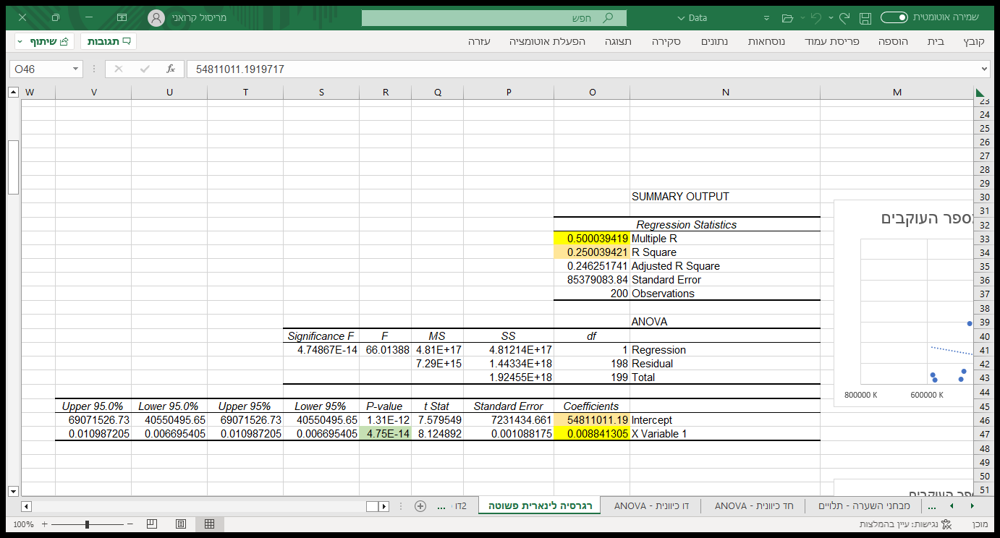 שמירה אוטומטית Data חפש מריסול קרואני
קובץ בית הוספה פריסת עמוד נוסחאות נתונים סקירה תצוגה הפעלת אוטומציה עזרה תגובות שיתוף
O46 fx 54811011.1919717
W V U T S R Q P O N M
23
24
25
26
27
28
29
SUMMARY OUTPUT 30
31
Regression Statistics 32
0.500039419 Multiple R 33
0.250039421 R Square 34
0.246251741 Adjusted R Square 35
85379083.84 Standard Error 36
200 Observations 37
38
ANOVA 39
Significance F F MS SS df 40
4.74867E-14 66.01388 4.81E+17 4.81214E+17 1 Regression 41
7.29E+15 1.44334E+18 198 Residual 42
1.92455E+18 199 Total 43
44
Upper 95.0% Lower 95.0% Upper 95% Lower 95% P-value t Stat Standard Error Coefficients 45
69071526.73 40550495.65 69071526.73 40550495.65 1.31E-12 7.579549 7231434.661 54811011.19 Intercept 46
0.010987205 0.006695405 0.010987205 0.006695405 4.75E-14 8.124892 0.001088175 0.008841305 X Variable 1 47
48
49
50
51
העוקבים
800000 K 600000 K
... מבחני השערה - תלויים חד כיוונית - ANOVA דו כיוונית - ANOVA רגרסיה לינארית פשוטה דו2 ...
מוכן נגישות: עיין בהמלצות 100%